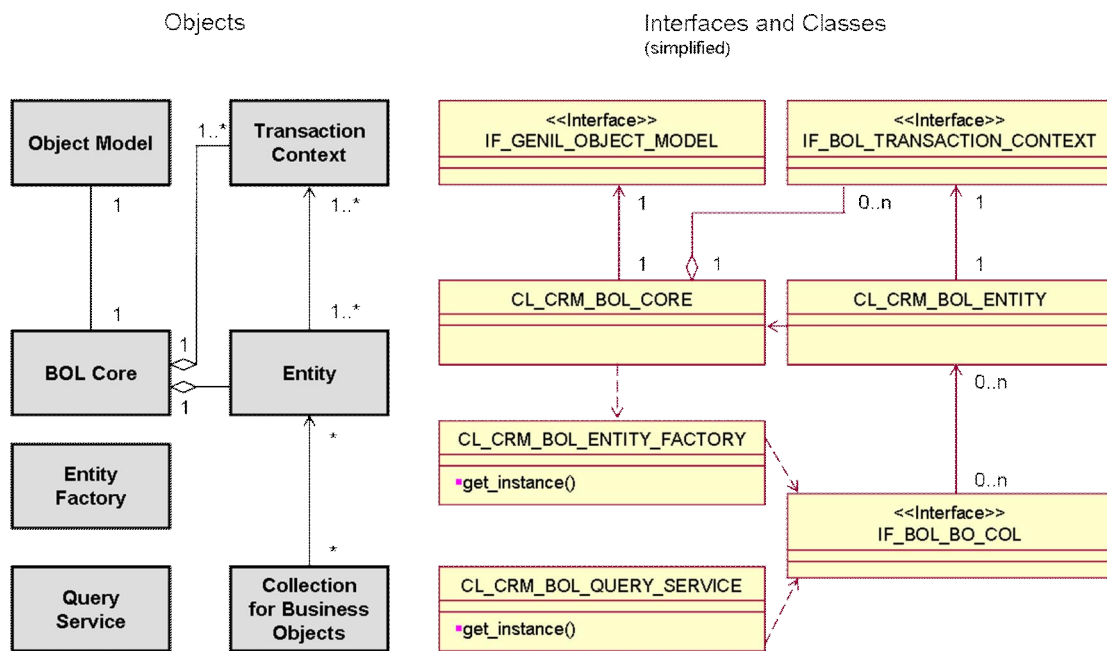 Objects
Object Model
1..*
Transaction
Context
1
1..*
1
1
1..*
BOL Core
1
Entity
*
Entity
Factory
*
Query
Service
Collection
for Business
Objects
Interfaces and Classes
(simplified)
<<Interface>>
IF_GENIL_OBJECT_MODEL
<<Interface>>
IF_BOL_TRANSACTION_CONTEXT
1
0..n
1
1
1
1
CL_CRM_BOL_CORE
CL_CRM_BOL_ENTITY
0..n
CL_CRM_BOL_ENTITY_FACTORY
get_instance()
0..n
<<Interface>>
IF_BOL_BO_COL
CL_CRM_BOL_QUERY_SERVICE
get_instance()